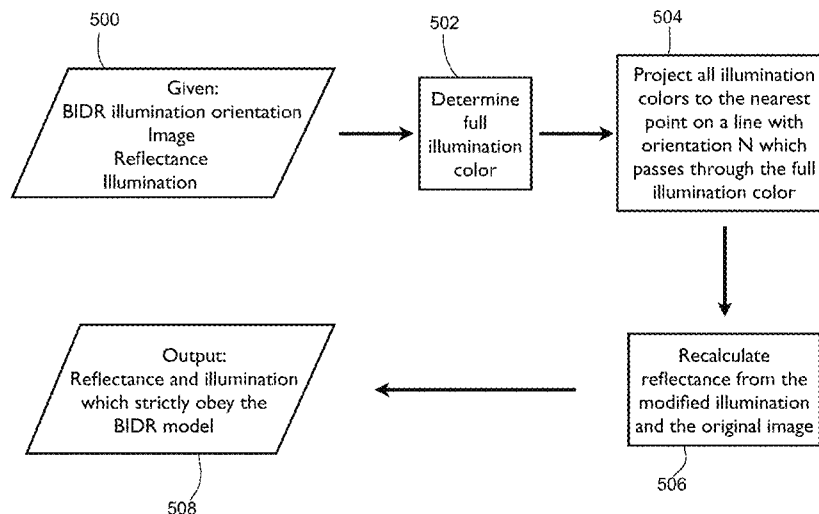 500
Given:
BIDR illumination orientation
Image
Reflectance
Illumination
502
Determine
full
illumination
color
504
Project all illumination
colors to the nearest
point on a line with
orientation N which
passes through the full
illumination color
Recalculate
reflectance from the
modified illumination
and the original image
506
Output:
Reflectance and illumination
which strictly obey the
BIDR model
508